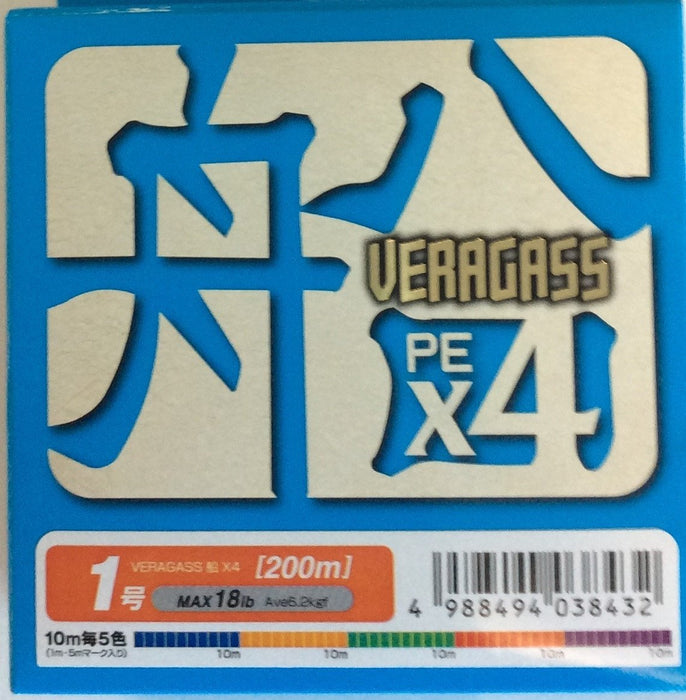 船
VERAGASS
PE
X4
1号
VERAGASS 船 X4 [200m]
MAX 18lb Ave6.2kgf
4 988494 038432
10m毎5色
(1m・5mマーク入り)
10m 10m 10m 10m 10m